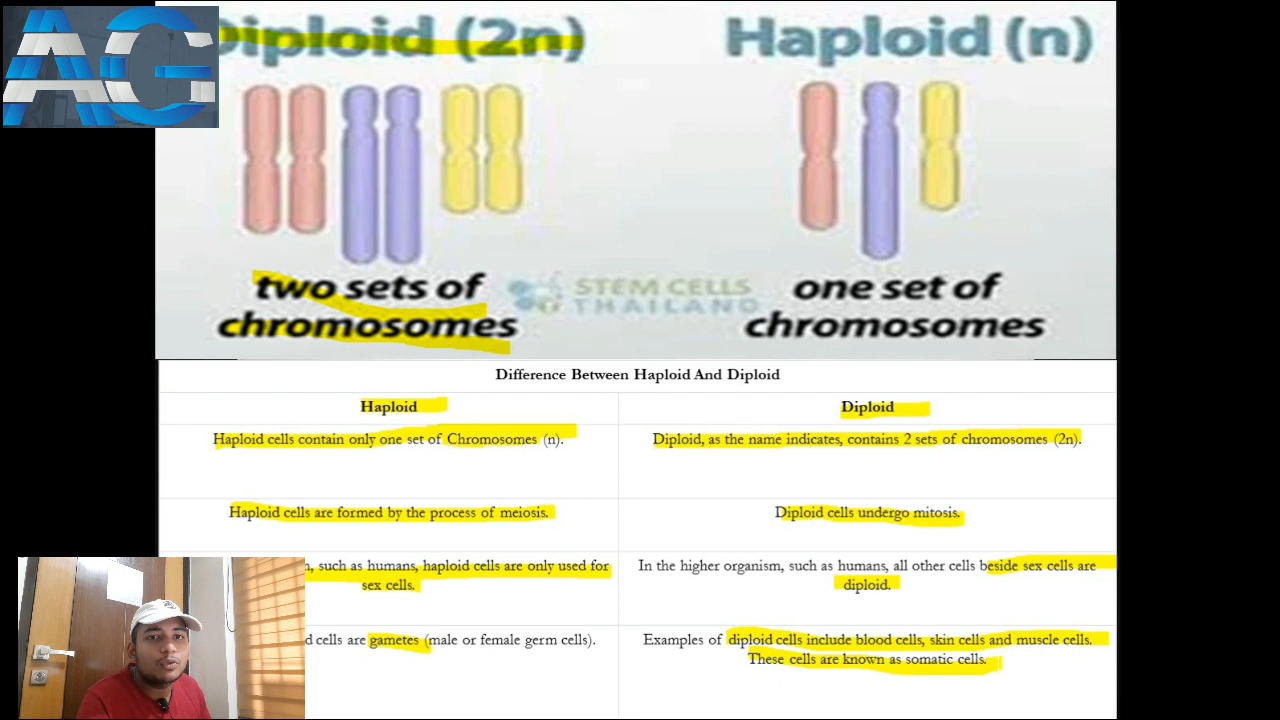 AG
Diploid (2n)
Haploid (n)
two sets of
chromosomes
STEM CELLS
THAILAND
one set of
chromosomes
Difference Between Haploid And Diploid
Haploid
Diploid
Haploid cells contain only one set of Chromosomes (n).
Diploid, as the name indicates, contains 2 sets of chromosomes (2n).
Haploid cells are formed by the process of meiosis.
Diploid cells undergo mitosis.
such as humans, haploid cells are only used for
sex cells.
In the higher organism, such as humans, all other cells beside sex cells are
diploid.
cells are gametes (male or female germ cells).
Examples of diploid cells include blood cells, skin cells and muscle cells.
These cells are known as somatic cells.